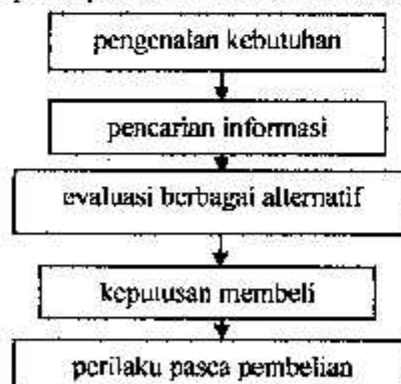 pengenalan kebutuhan
pencarian informasi
evaluasi berbagai alternatif
keputusan membeli
perilaku pasca pembelian